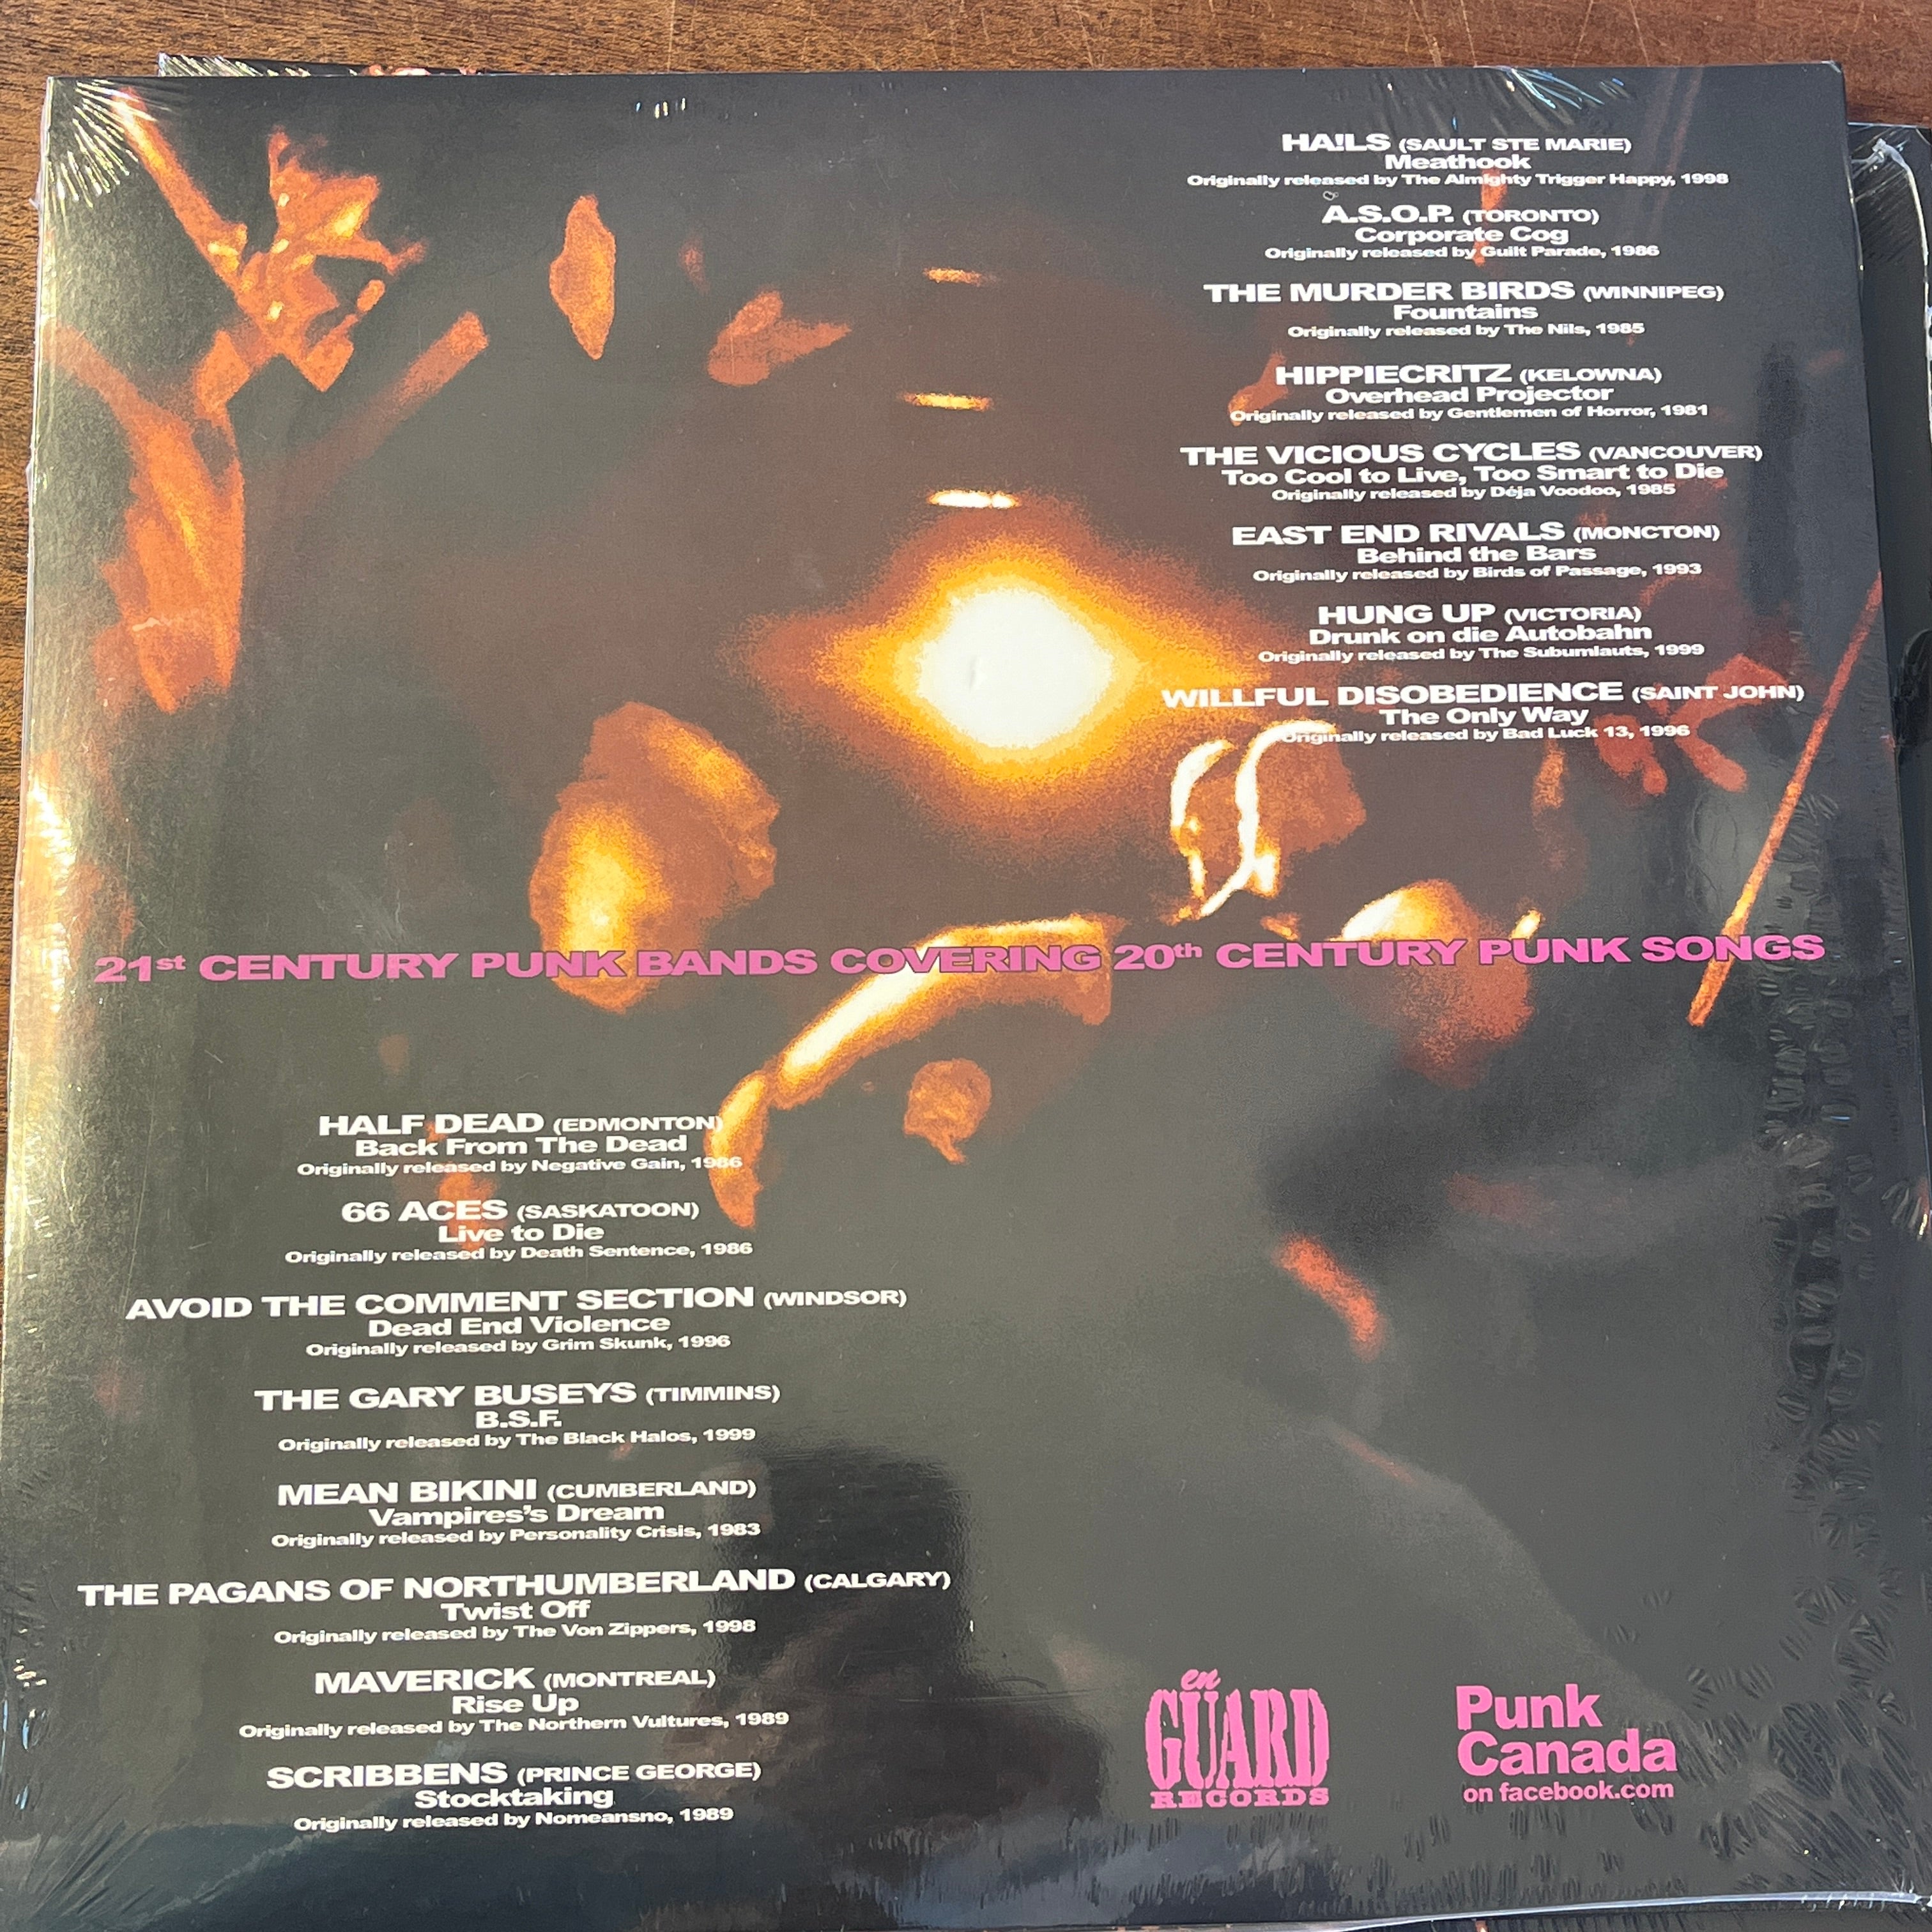 HA!LS (SAULT STE MARIE)
Meathook
Originally released by The Almighty Trigger Happy, 1998
A.S.O.P. (TORONTO)
Corporate Cog
Originally released by Guilt Parade, 1986
THE MURDER BIRDS (WINNIPEG)
Fountains
Originally released by The Nils, 1985
HIPPIECRITZ (KELOWNA)
Overhead Projector
Originally released by Gentlemen of Horror, 1981
THE VICIOUS CYCLES (VANCOUVER)
Too Cool to Live, Too Smart to Die
Originally released by Déja Voodoo, 1985
EAST END RIVALS (MONCTON)
Behind the Bars
Originally released by Birds of Passage, 1993
HUNG UP (VICTORIA)
Drunk on die Autobahn
Originally released by The Subumlauts, 1999
WILLFUL DISOBEDIENCE (SAINT JOHN)
The Only Way
Originally released by Bad Luck 13, 1996
21st CENTURY PUNK BANDS COVERING 20th CENTURY PUNK SONGS
HALF DEAD (EDMONTON)
Back From The Dead
Originally released by Negative Gain, 1986
66 ACES (SASKATOON)
Live to Die
Originally released by Death Sentence, 1986
AVOID THE COMMENT SECTION (WINDSOR)
Dead End Violence
Originally released by Grim Skunk, 1996
THE GARY BUSEYS (TIMMINS)
B.S.F.
Originally released by The Black Halos, 1999
MEAN BIKINI (CUMBERLAND)
Vampires's Dream
Originally released by Personality Crisis, 1983
THE PAGANS OF NORTHUMBERLAND (CALGARY)
Twist Off
Originally released by The Von Zippers, 1998
MAVERICK (MONTREAL)
Rise Up
Originally released by The Northern Vultures, 1989
SCRIBBENS (PRINCE GEORGE)
Stocktaking
Originally released by Nomeansno, 1989
en
GUARD
RECORDS
Punk
Canada
on facebook.com